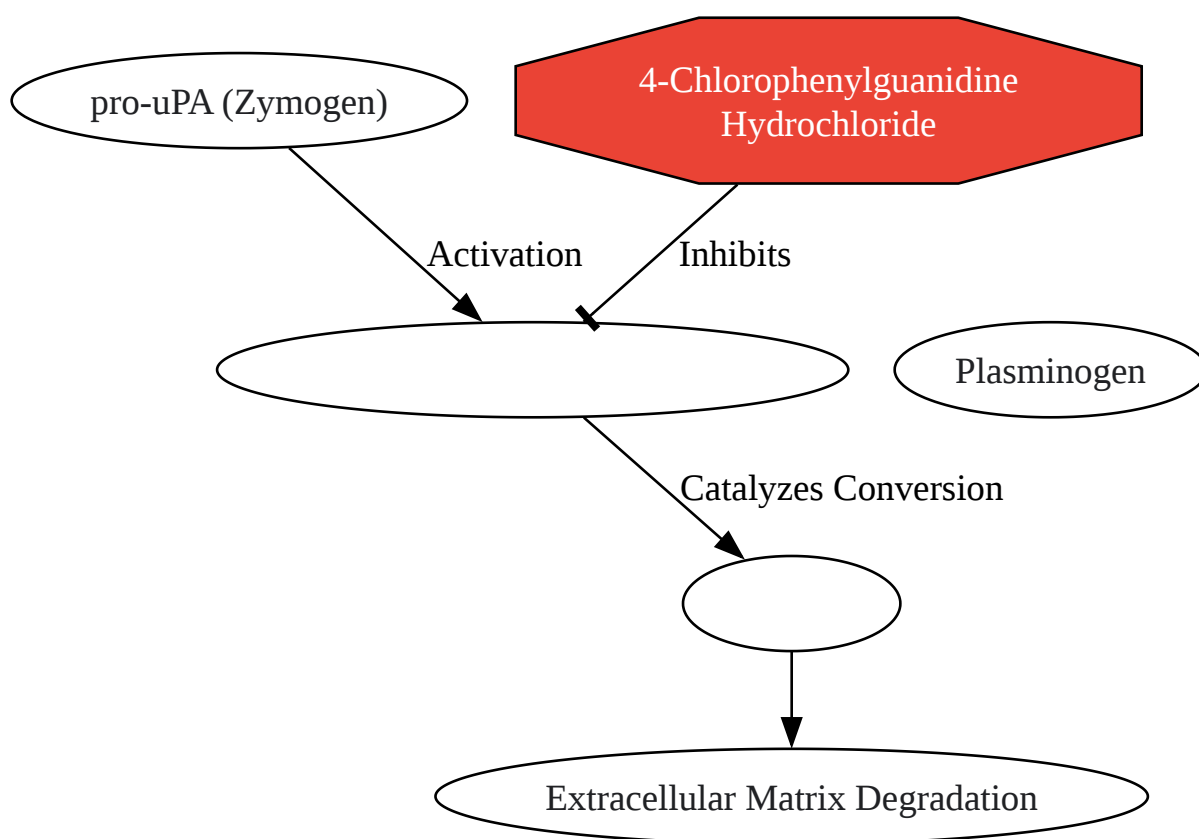 pro-uPA (Zymogen)
4-Chlorophenylguanidine
Hydrochloride
Activation
Inhibits
Plasminogen
Catalyzes Conversion
Extracellular Matrix Degradation